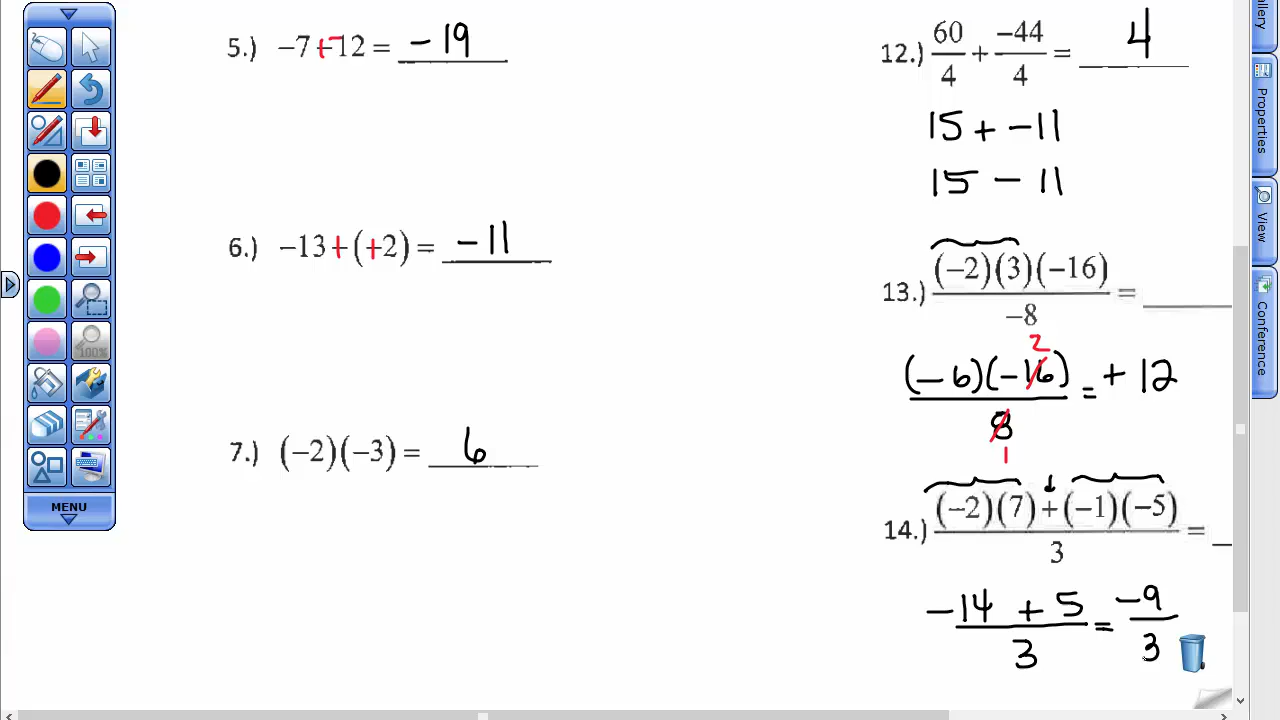 5.) −7 +−12 = -19
6.) −13 + (+2) = -11
7.) (−2)(−3) = 6
12.) 60/4 + −44/4 = 4
15 + -11
15 - 11
13.) (−2)(3)(−16)/−8 =
2
(-6)(-16)/8 = +12
1
14.) (−2)(7)+(−1)(−5)/3 =
-14 + 5/3 = -9/3
100%
MENU
Gallery
Properties
View
Conference